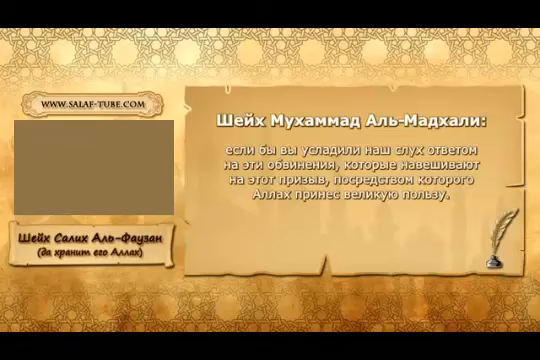 WWW.SALAF-TUBE.COM
Шейх Салих Аль-Фаузан
(да хранит его Аллах)
Шейх Мухаммад Аль-Мадхали:
если бы вы усладили наш слух ответом
на эти обвинения, которые навешивают
на этот призыв, посредством которого
Аллах принес великую пользу.